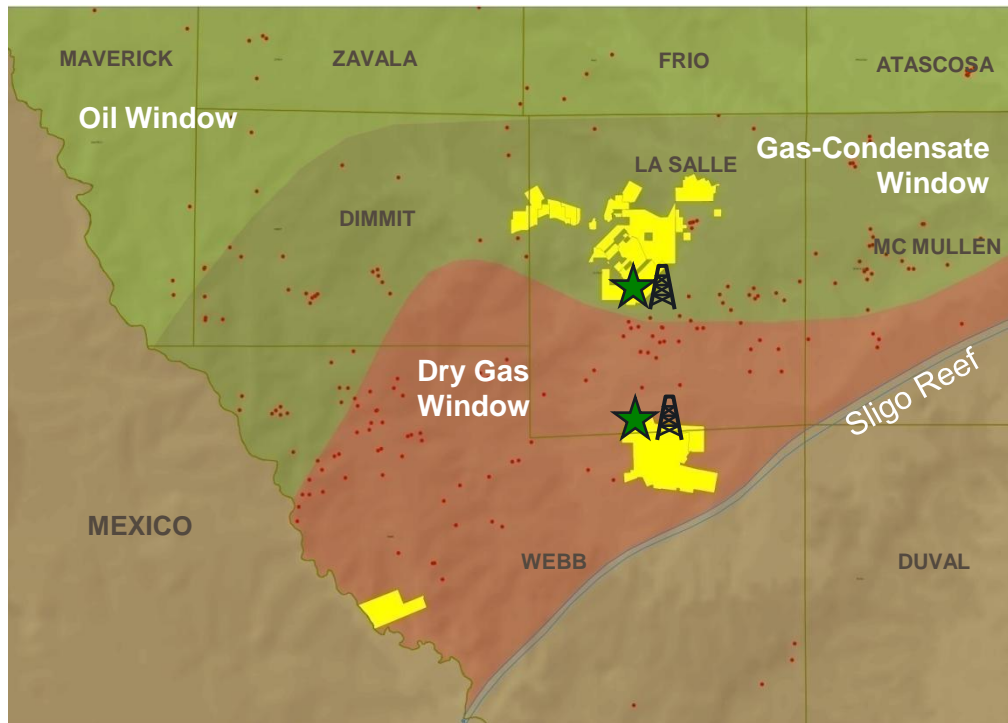 MAVERICK
ZAVALA
FRIO
ATASCOSA
Oil Window
Gas-Condensate
Window
LA SALLE
DIMMIT
MC MULLEN
Dry Gas
Window
Sligo Reef
MEXICO
WEBB
DUVAL